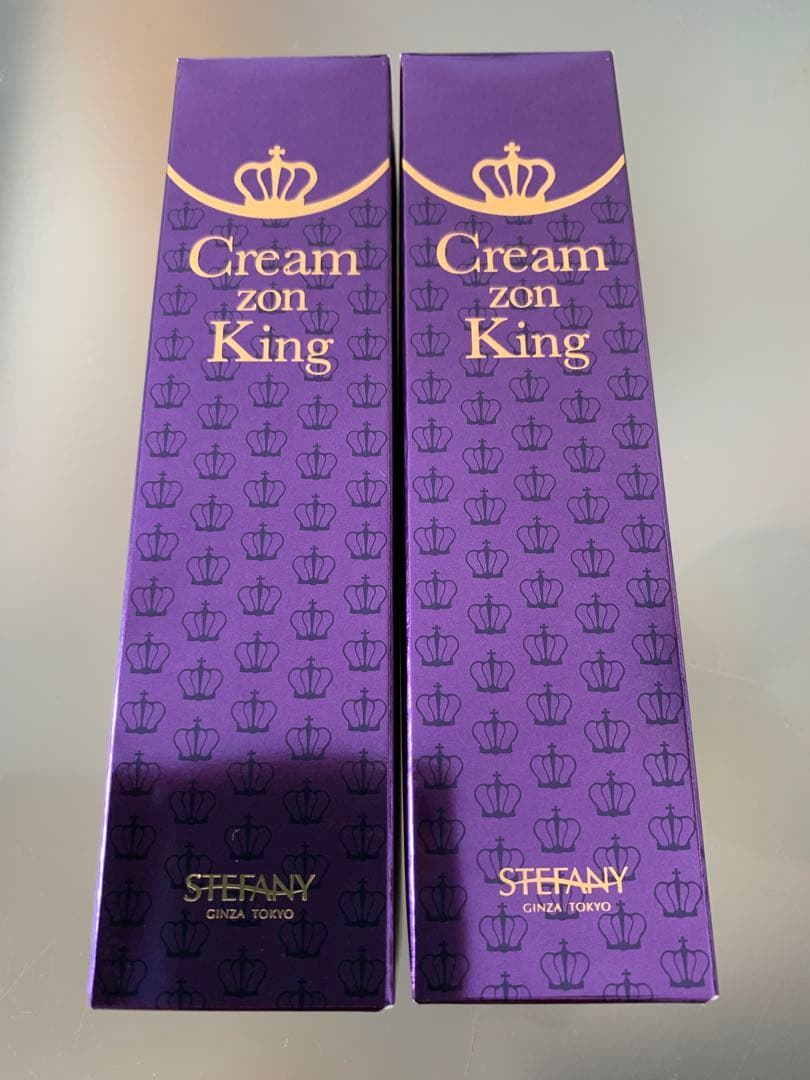 Cream
zon
King
STEFANY
GINZA TOKYO
Cream
zon
King
STEFANY
GINZA TOKYO